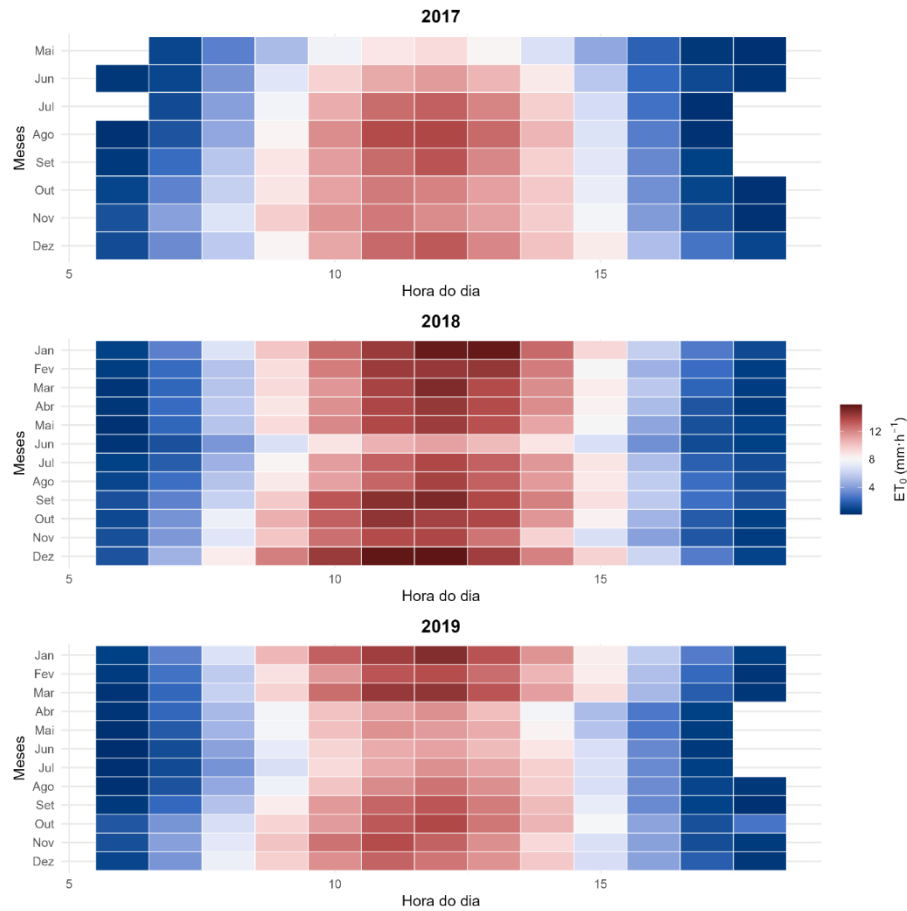 2017
Mai
Jun
Jul
Ago
Set
Out
Nov
Dez
Meses
5 10 15
Hora do dia
2018
Jan
Fev
Mar
Abr
Mai
Jun
Jul
Ago
Set
Out
Nov
Dez
Meses
5 10 15
Hora do dia
12
8
4
ET₀ (mm·h⁻¹)
2019
Jan
Fev
Mar
Abr
Mai
Jun
Jul
Ago
Set
Out
Nov
Dez
Meses
5 10 15
Hora do dia